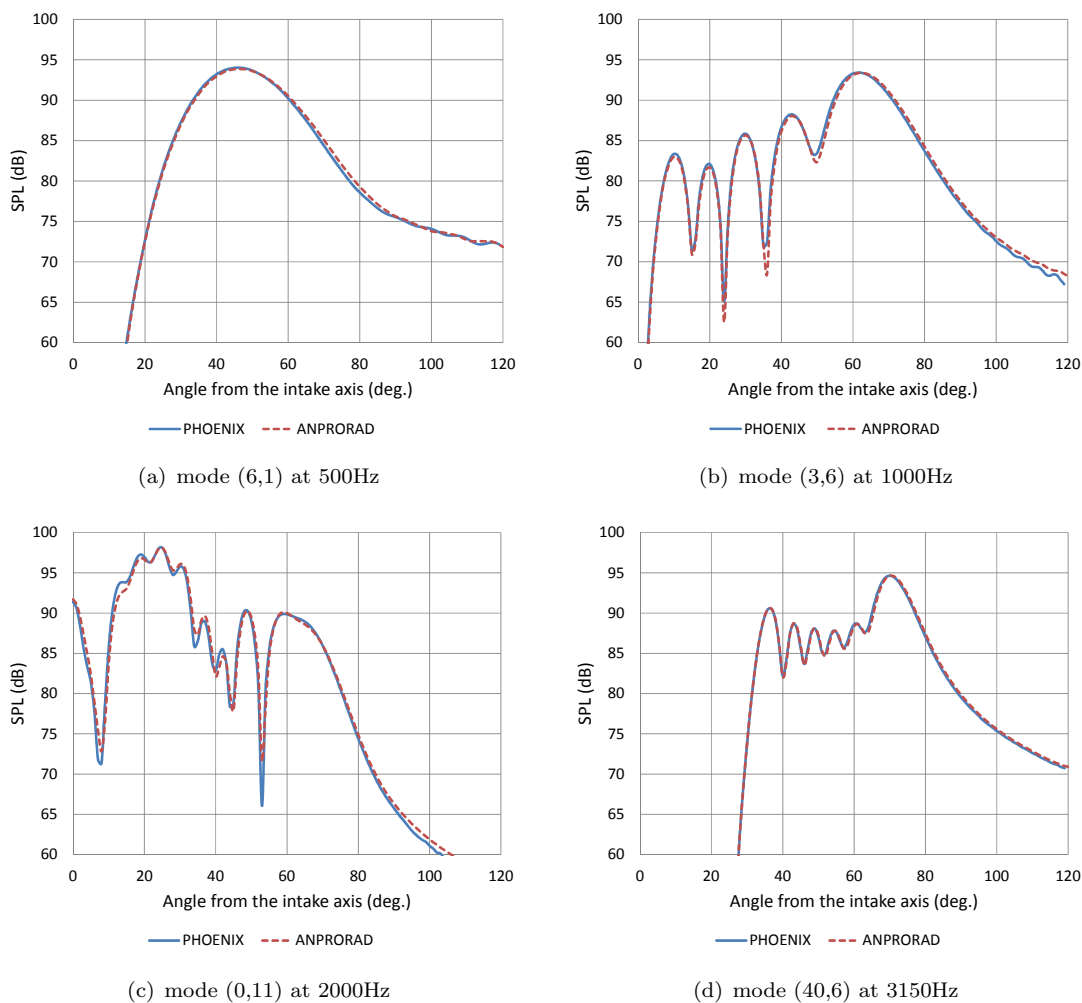 100
95
90
85
80
75
70
65
60
SPL (dB)
0 20 40 60 80 100 120
Angle from the intake axis (deg.)
PHOENIX ANPRORAD
(a) mode (6,1) at 500Hz
100
95
90
85
80
75
70
65
60
SPL (dB)
0 20 40 60 80 100 120
Angle from the intake axis (deg.)
PHOENIX ANPRORAD
(b) mode (3,6) at 1000Hz
100
95
90
85
80
75
70
65
60
SPL (dB)
0 20 40 60 80 100 120
Angle from the intake axis (deg.)
PHOENIX ANPRORAD
(c) mode (0,11) at 2000Hz
100
95
90
85
80
75
70
65
60
SPL (dB)
0 20 40 60 80 100 120
Angle from the intake axis (deg.)
PHOENIX ANPRORAD
(d) mode (40,6) at 3150Hz